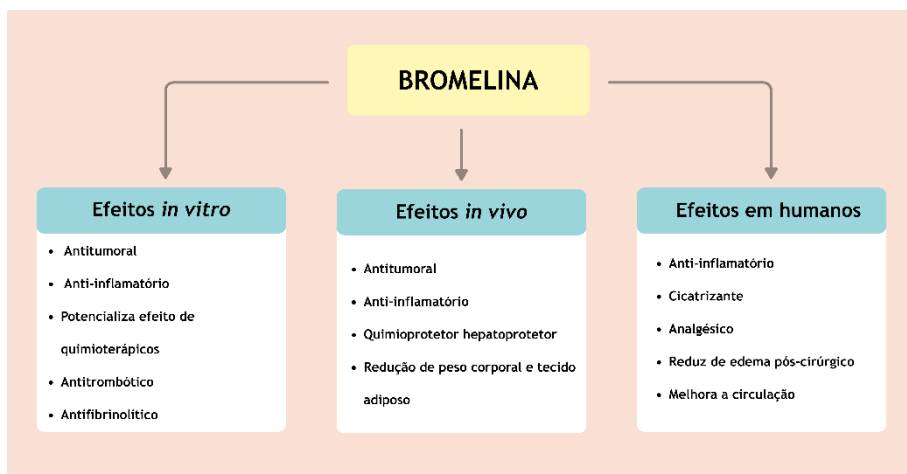 BROMELINA
Efeitos in vitro
• Antitumoral
• Anti-inflamatório
• Potencializa efeito de
quimioterápicos
• Antitrombótico
• Antifibrinolítico
Efeitos in vivo
• Antitumoral
• Anti-inflamatório
• Quimioprotetor hepatoprotetor
• Redução de peso corporal e tecido
adiposo
Efeitos em humanos
• Anti-inflamatório
• Cicatrizante
• Analgésico
• Reduz de edema pós-cirúrgico
• Melhora a circulação